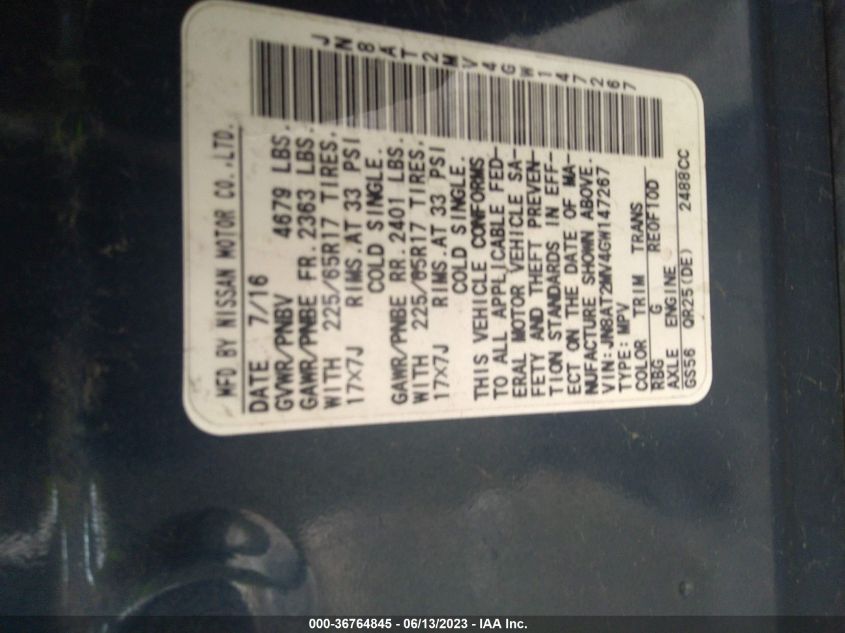 JN8AT2MV4GW147267
MFD BY NISSAN MOTOR CO.,LTD.
DATE 7/16
GVWR/PNBV 4679 LBS.
GAWR/PNBE FR. 2363 LBS.
WITH 225/65R17 TIRES.
17X7J RIMS.AT 33 PSI
COLD SINGLE.
GAWR/PNBE RR. 2401 LBS.
WITH 225/65R17 TIRES.
17X7J RIMS.AT 33 PSI
COLD SINGLE.
THIS VEHICLE CONFORMS
TO ALL APPLICABLE FED-
ERAL MOTOR VEHICLE SA-
FETY AND THEFT PREVEN-
TION STANDARDS IN EFF-
ECT ON THE DATE OF MA-
NUFACTURE SHOWN ABOVE.
VIN:JN8AT2MV4GW147267
TYPE: MPV
COLOR TRIM TRANS
RBG G RE0F10D
AXLE ENGINE
GS56 QR25(DE) 2488CC
000-36764845 - 06/13/2023 - IAA Inc.